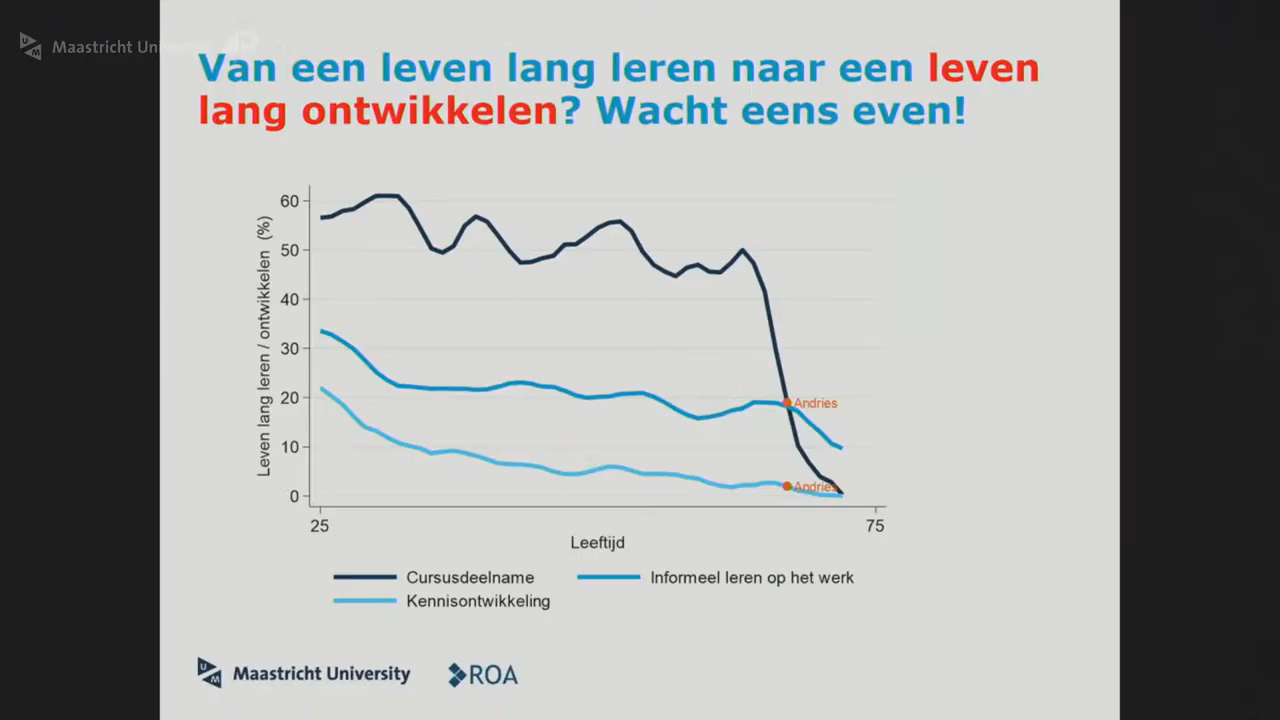 Maastricht Uni
Van een leven lang leren naar een leven
lang ontwikkelen? Wacht eens even!
Leven lang leren / ontwikkelen (%)
60
50
40
30
20
10
0
Andries
Andries
25
75
Leeftijd
Cursusdeelname
Informeel leren op het werk
Kennisontwikkeling
UM
Maastricht University
ROA